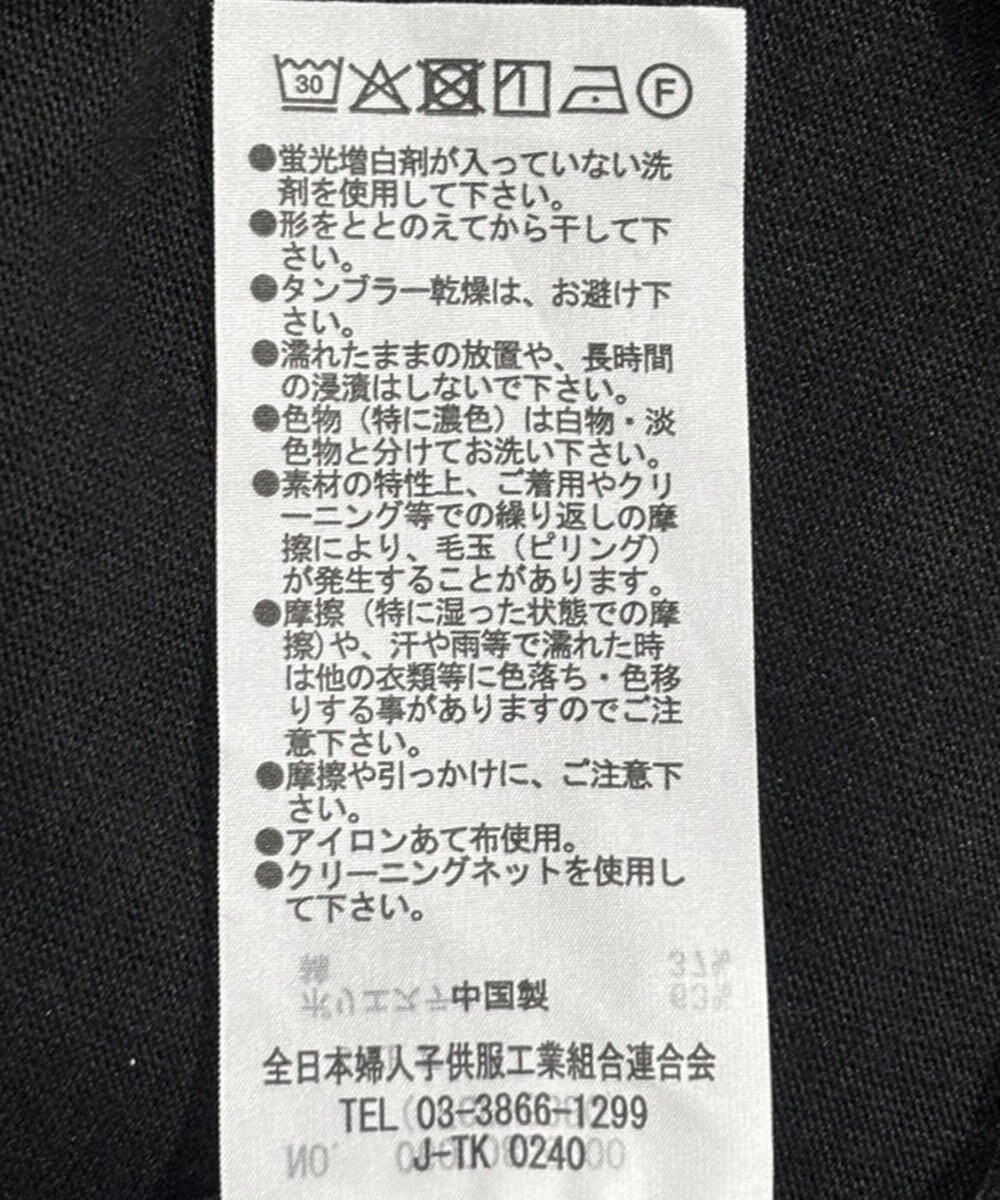 30 F
●蛍光増白剤が入っていない洗
剤を使用して下さい。
●形をととのえてから干して下
さい。
●タンブラー乾燥は、お避け下
さい。
●濡れたままの放置や、長時間
の浸漬はしないで下さい。
●色物（特に濃色）は白物・淡
色物と分けてお洗い下さい。
●素材の特性上、ご着用やクリ
ーニング等での繰り返しの摩
擦により、毛玉（ピリング）
が発生することがあります。
●摩擦（特に湿った状態での摩
擦）や、汗や雨等で濡れた時
は他の衣類等に色落ち・色移
りする事がありますのでご注
意下さい。
●摩擦や引っかけに、ご注意下
さい。
●アイロンあて布使用。
●クリーニングネットを使用し
て下さい。
綿 37%
ポリエステ 63%
中国製
全日本婦人子供服工業組合連合会
TEL 03-3866-1299
J-TK 0240
NO.